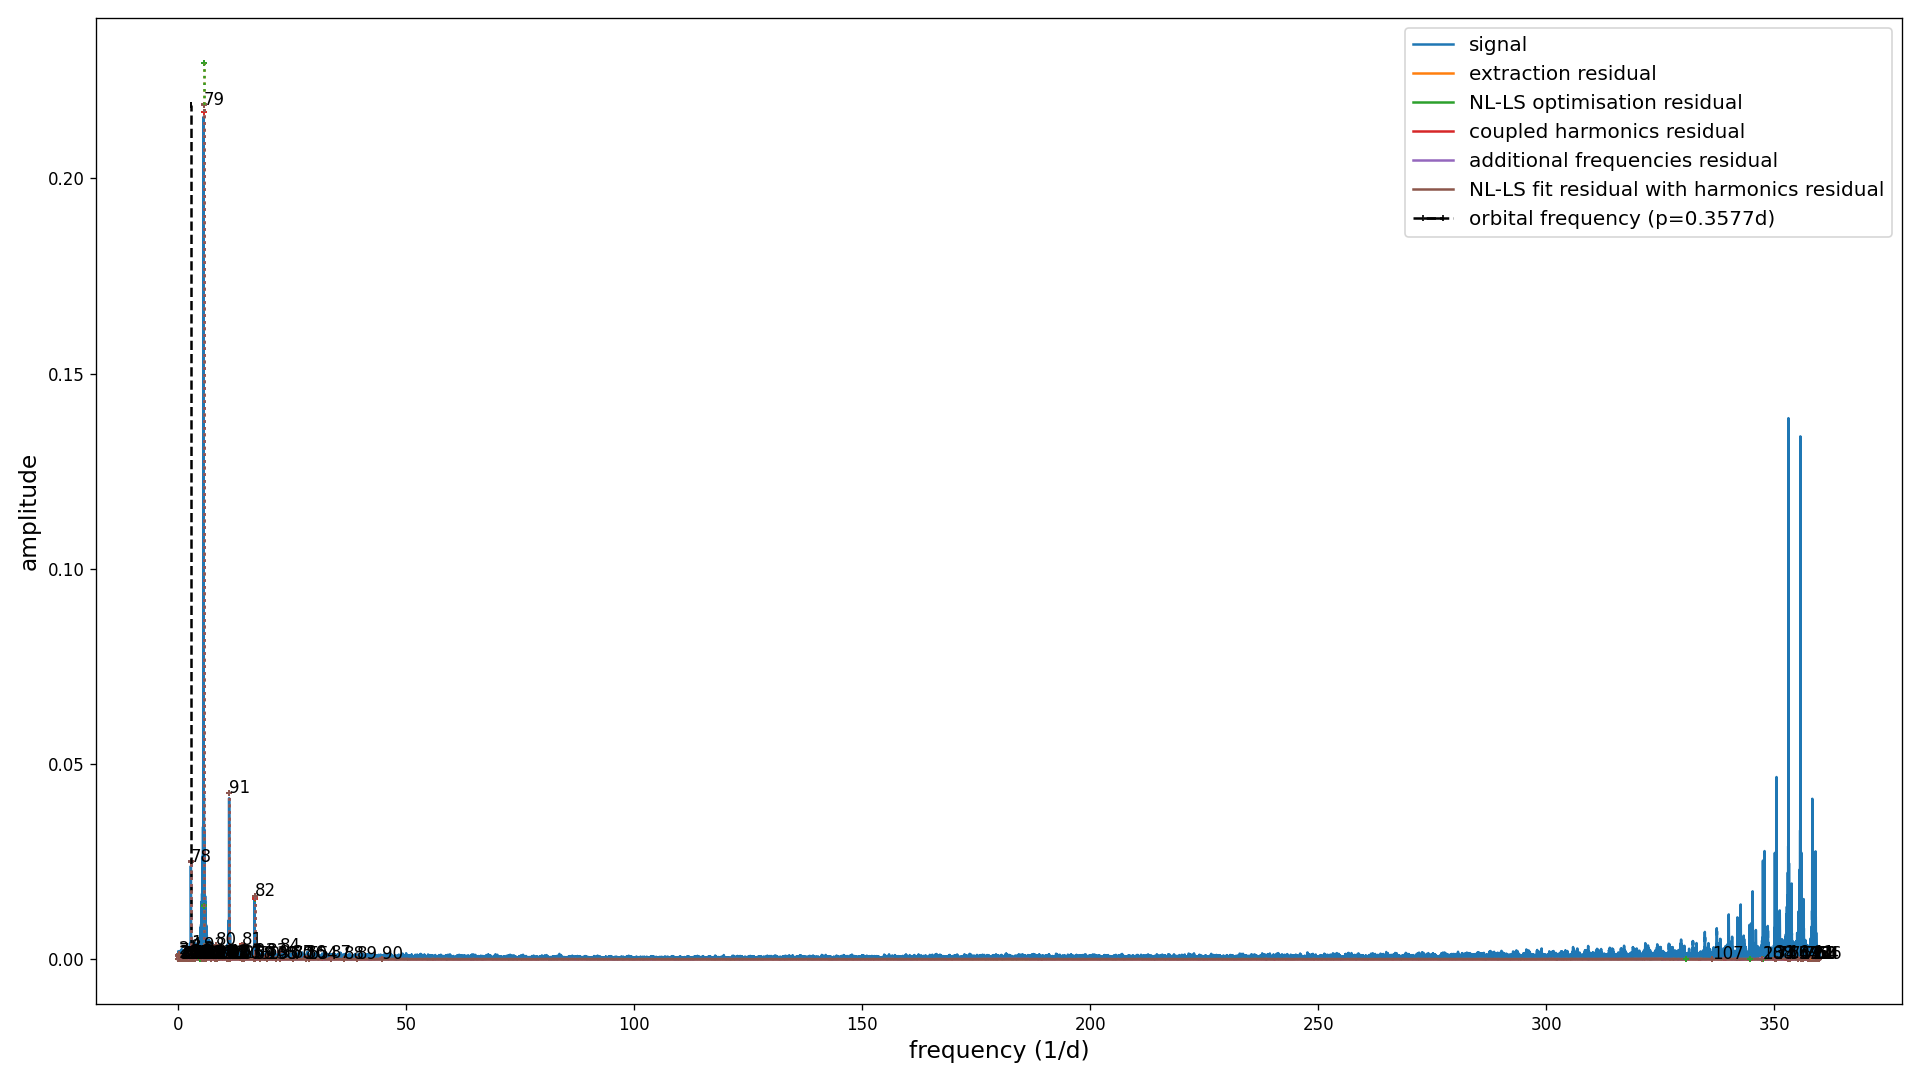 signal
extraction residual
NL-LS optimisation residual
coupled harmonics residual
additional frequencies residual
NL-LS fit residual with harmonics residual
orbital frequency (p=0.3577d)
79
91
78
82
80
81
84
87
88
89
90
107
0.20
0.15
0.10
0.05
0.00
0
50
100
150
200
250
300
350
frequency (1/d)
amplitude